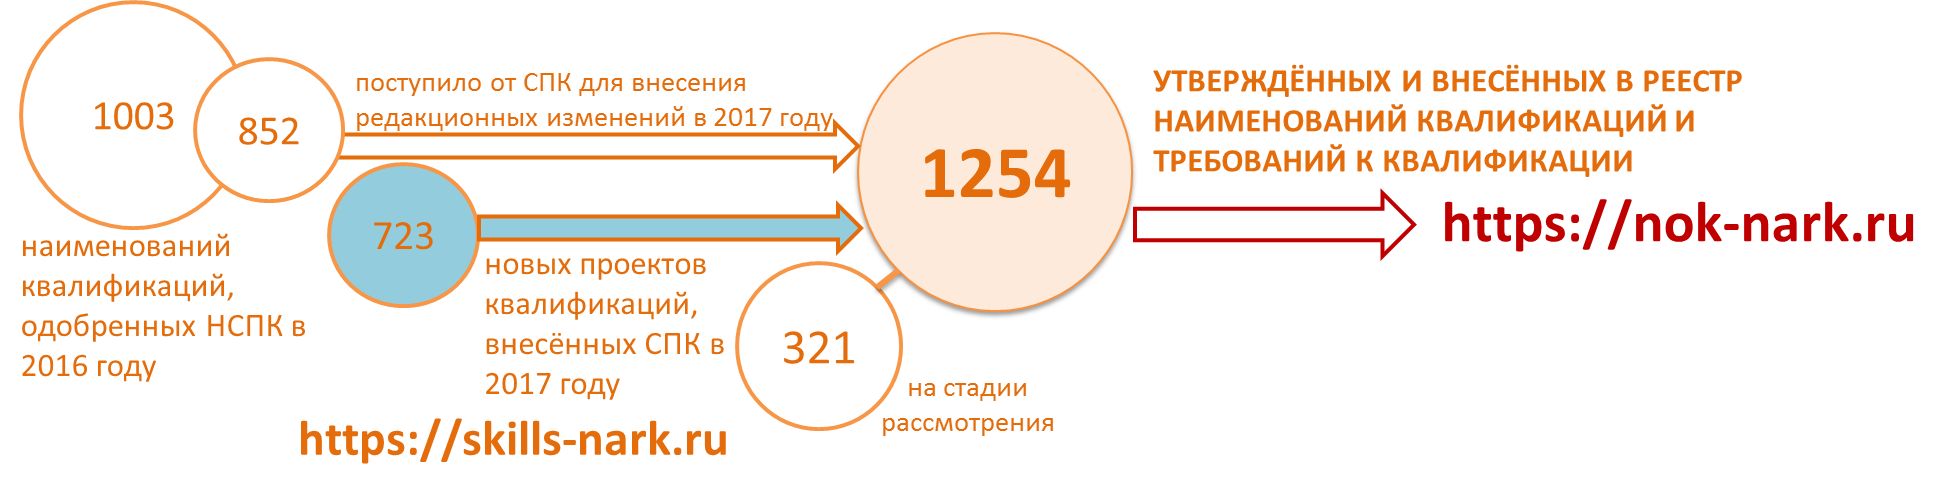 1003
852
поступило от СПК для внесения
редакционных изменений в 2017 году
наименований
квалификаций,
одобренных НСПК в
2016 году
723
новых проектов
квалификаций,
внесённых СПК в
2017 году
https://skills-nark.ru
1254
321
на стадии
рассмотрения
УТВЕРЖДЁННЫХ И ВНЕСЁННЫХ В РЕЕСТР
НАИМЕНОВАНИЙ КВАЛИФИКАЦИЙ И
ТРЕБОВАНИЙ К КВАЛИФИКАЦИИ
https://nok-nark.ru